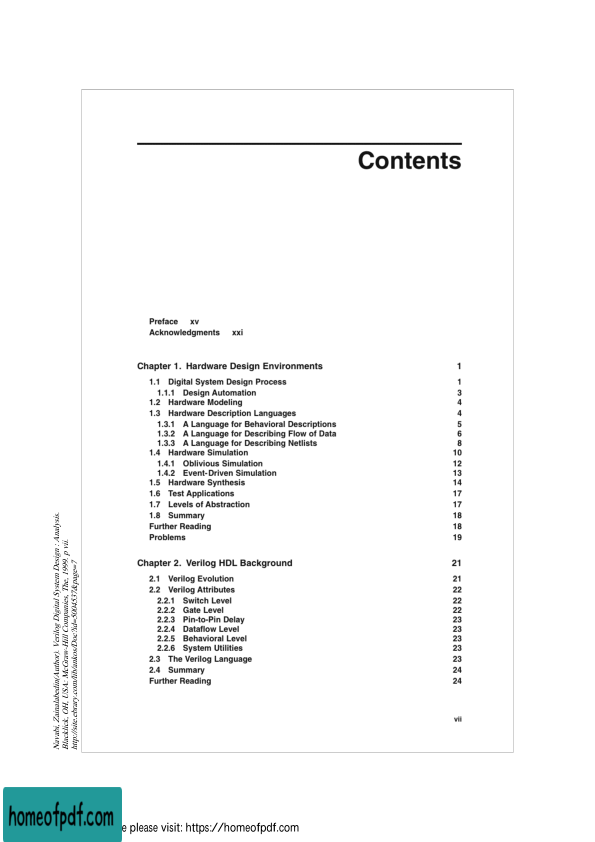 Contents
Preface xv
Acknowledgments xxi
Chapter 1. Hardware Design Environments 1
1.1 Digital System Design Process 1
1.1.1 Design Automation 3
1.2 Hardware Modeling 4
1.3 Hardware Description Languages 4
1.3.1 A Language for Behavioral Descriptions 5
1.3.2 A Language for Describing Flow of Data 6
1.3.3 A Language for Describing Netlists 8
1.4 Hardware Simulation 10
1.4.1 Oblivious Simulation 12
1.4.2 Event-Driven Simulation 13
1.5 Hardware Synthesis 14
1.6 Test Applications 17
1.7 Levels of Abstraction 17
1.8 Summary 18
Further Reading 18
Problems 19
Chapter 2. Verilog HDL Background 21
2.1 Verilog Evolution 21
2.2 Verilog Attributes 22
2.2.1 Switch Level 22
2.2.2 Gate Level 22
2.2.3 Pin-to-Pin Delay 23
2.2.4 Dataflow Level 23
2.2.5 Behavioral Level 23
2.2.6 System Utilities 23
2.3 The Verilog Language 23
2.4 Summary 24
Further Reading 24
vii
Navabi, Zainalabedin(Author). Verilog Digital System Design : Analysis.
Blacklick, OH, USA: McGraw-Hill Companies, The, 1999. p vii.
http://site.ebrary.com/lib/ankos/Doc?id=5004537&page=7
homeofpdf.com
e please visit: https://homeofpdf.com